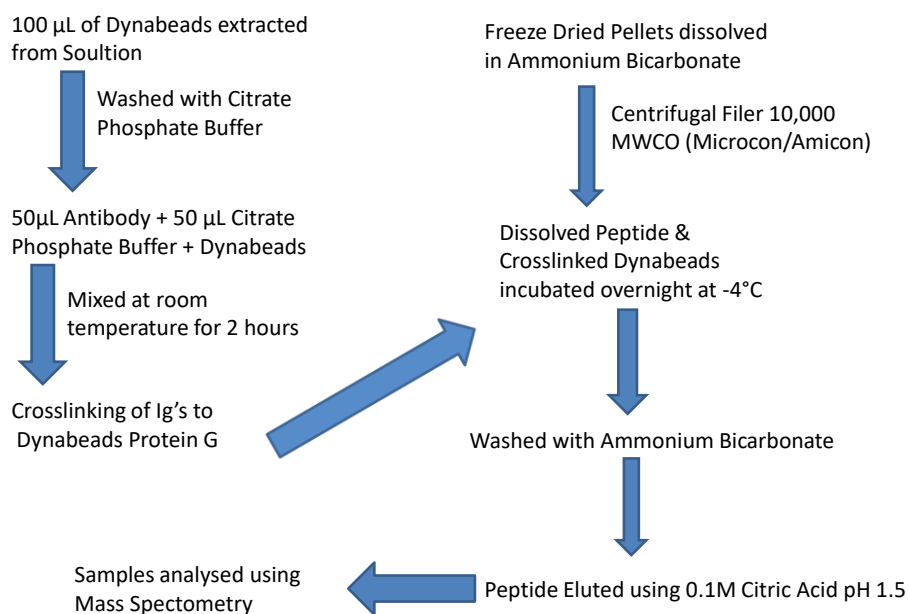 100 µL of Dynabeads extracted
from Soultion
Washed with Citrate
Phosphate Buffer
50µL Antibody + 50 µL Citrate
Phosphate Buffer + Dynabeads
Mixed at room
temperature for 2 hours
Crosslinking of Ig's to
Dynabeads Protein G
Freeze Dried Pellets dissolved
in Ammonium Bicarbonate
Centrifugal Filer 10,000
MWCO (Microcon/Amicon)
Dissolved Peptide &
Crosslinked Dynabeads
incubated overnight at -4°C
Washed with Ammonium Bicarbonate
Peptide Eluted using 0.1M Citric Acid pH 1.5
Samples analysed using
Mass Spectometry